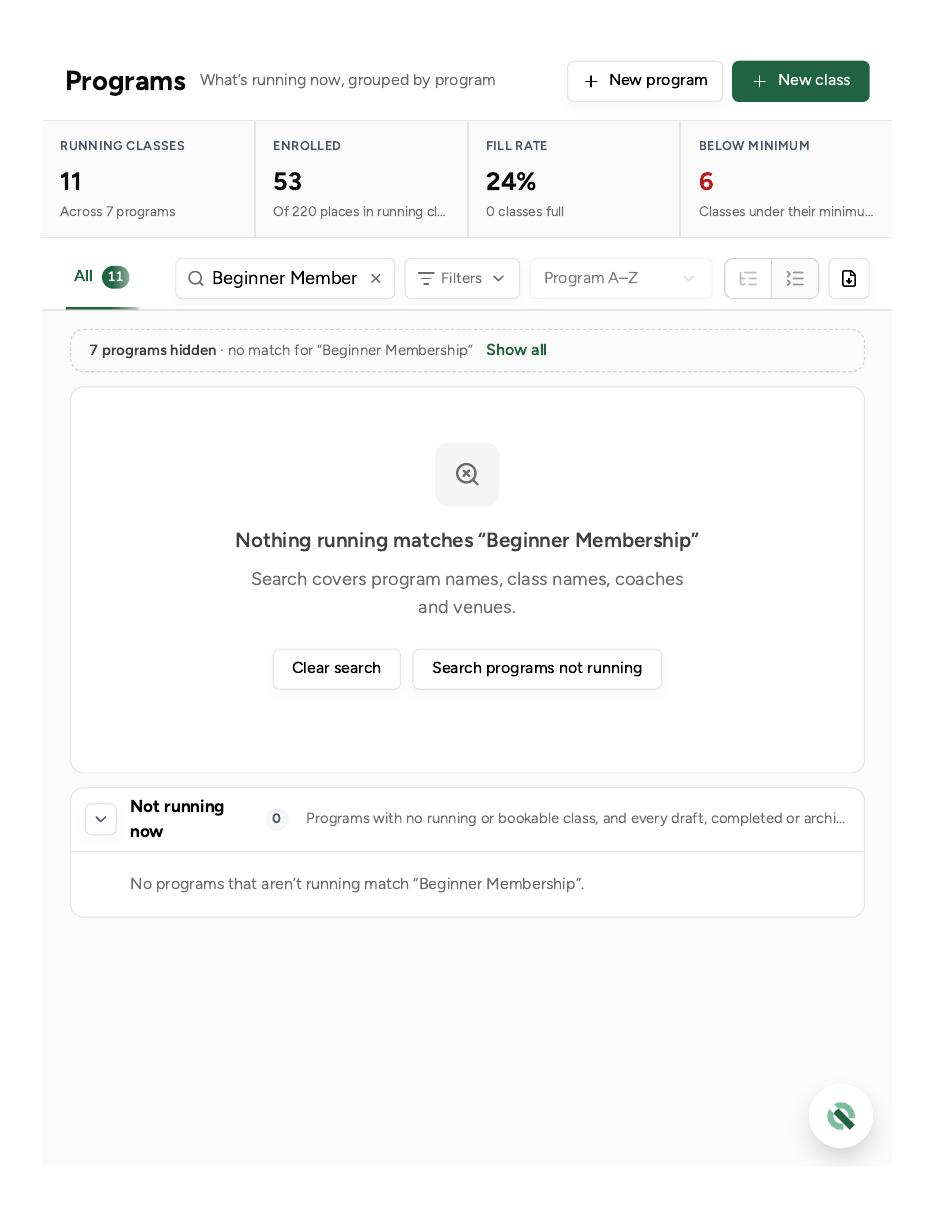 Programs What's running now, grouped by program
+ New program
+ New class
RUNNING CLASSES
11
Across 7 programs
ENROLLED
53
Of 220 places in running cl…
FILL RATE
24%
0 classes full
BELOW MINIMUM
6
Classes under their minimu…
All 11
Beginner Member
Filters
Program A–Z
7 programs hidden · no match for “Beginner Membership” Show all
Nothing running matches “Beginner Membership”
Search covers program names, class names, coaches
and venues.
Clear search
Search programs not running
Not running
now
0
Programs with no running or bookable class, and every draft, completed or archi…
No programs that aren't running match “Beginner Membership”.